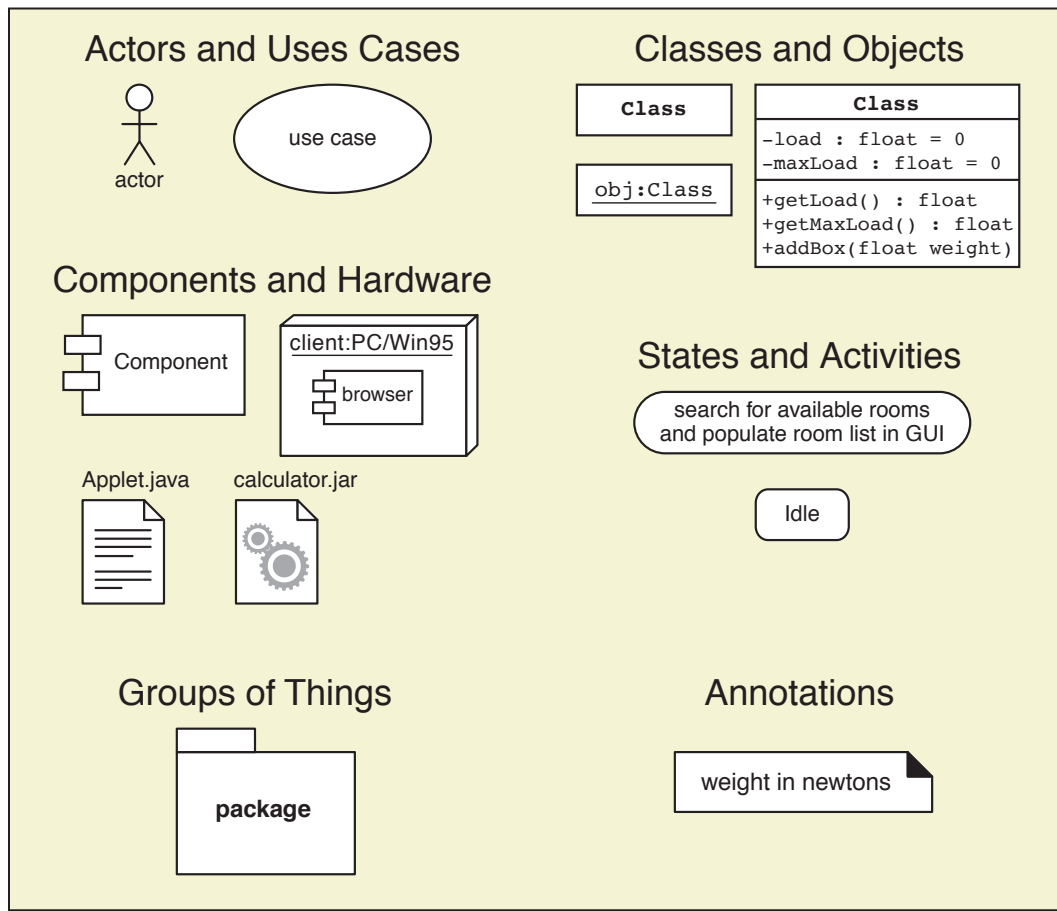 Actors and Uses Cases
actor
use case
Classes and Objects
Class
obj:Class
Class
-load : float = 0
-maxLoad : float = 0
+getLoad() : float
+getMaxLoad() : float
+addBox(float weight)
Components and Hardware
Component
client:PC/Win95
browser
Applet.java
calculator.jar
States and Activities
search for available rooms
and populate room list in GUI
Idle
Groups of Things
package
Annotations
weight in newtons